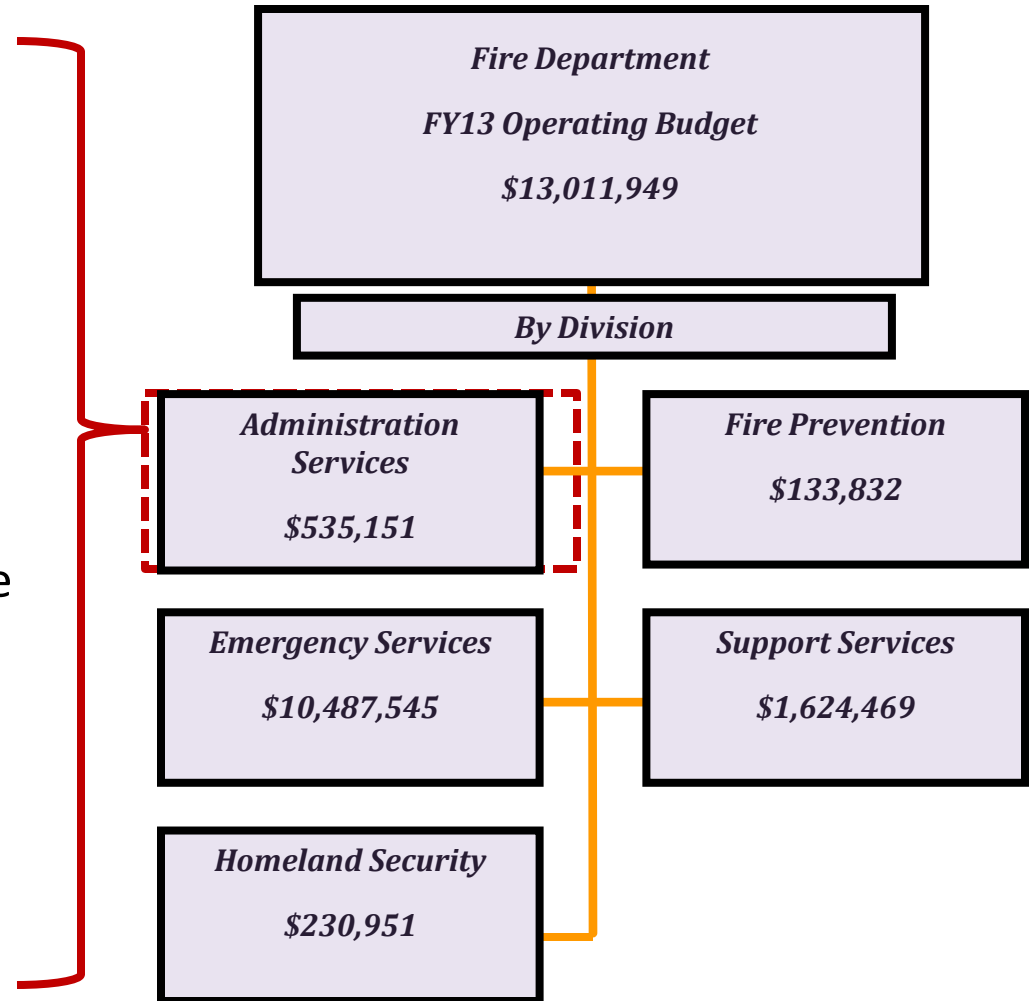 Fire Department
FY13 Operating Budget
$13,011,949
By Division
Administration
Services
$535,151
Fire Prevention
$133,832
e
Emergency Services
$10,487,545
Support Services
$1,624,469
Homeland Security
$230,951